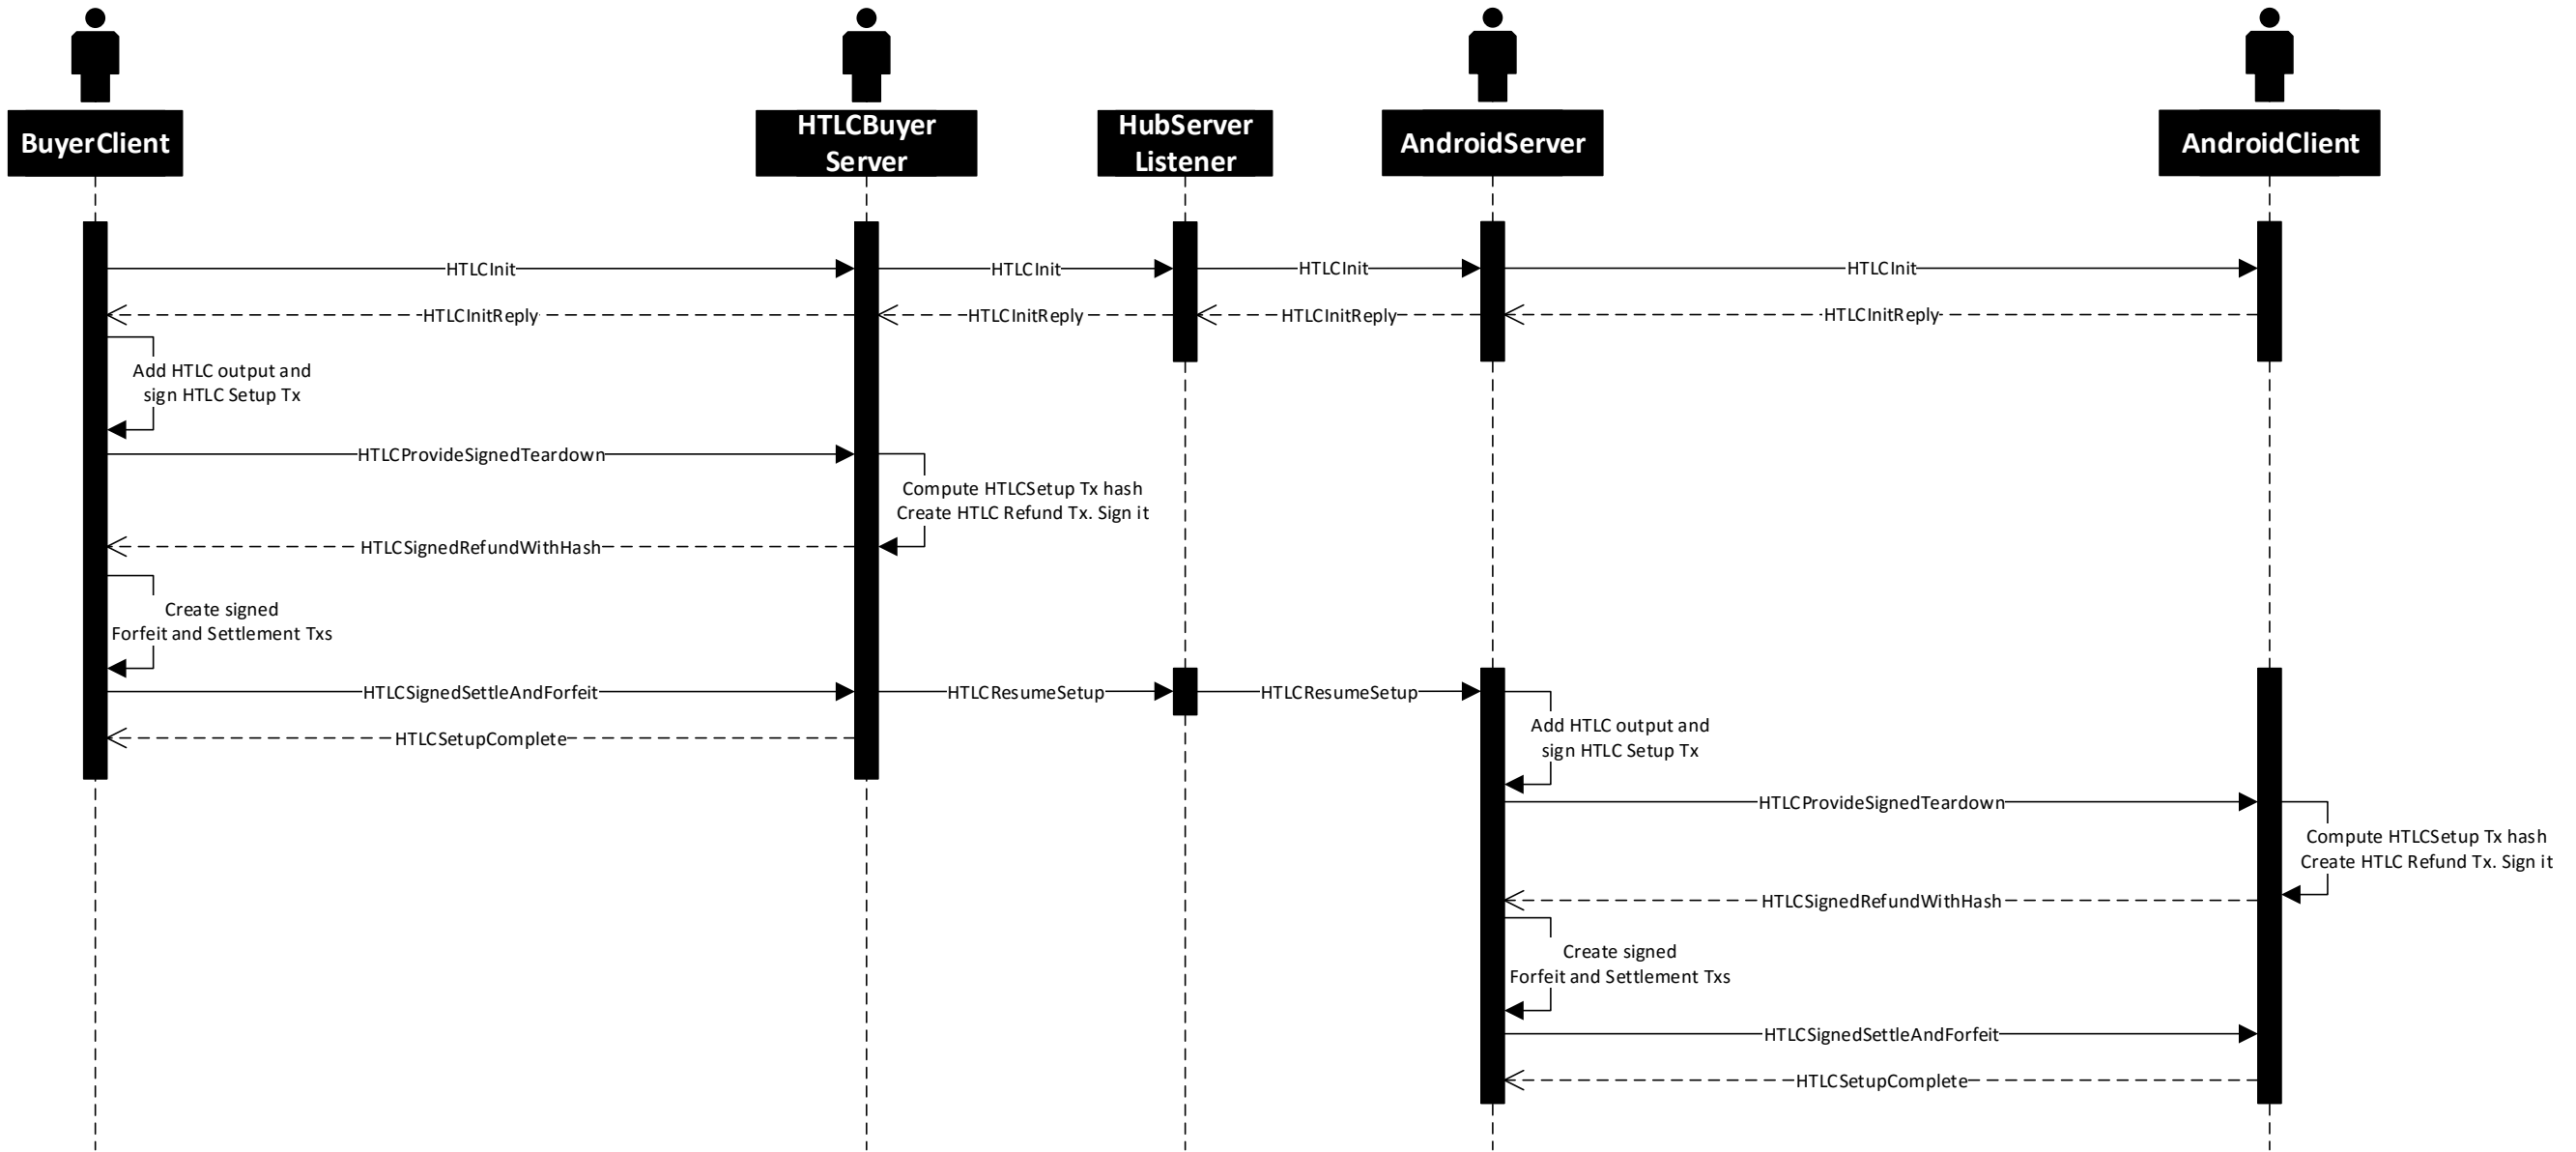 BuyerClient
HTLCBuyer
Server
HubServer
Listener
AndroidServer
AndroidClient
HTLCInit
HTLCInit
HTLCInit
HTLCInit
HTLCInitReply
HTLCInitReply
HTLCInitReply
HTLCInitReply
Add HTLC output and
sign HTLC Setup Tx
HTLCProvideSignedTeardown
Compute HTLCSetup Tx hash
Create HTLC Refund Tx. Sign it
HTLCSignedRefundWithHash
Create signed
Forfeit and Settlement Txs
HTLCSignedSettleAndForfeit
HTLCResumeSetup
HTLCResumeSetup
HTLCSetupComplete
Add HTLC output and
sign HTLC Setup Tx
HTLCProvideSignedTeardown
Compute HTLCSetup Tx hash
Create HTLC Refund Tx. Sign it
HTLCSignedRefundWithHash
Create signed
Forfeit and Settlement Txs
HTLCSignedSettleAndForfeit
HTLCSetupComplete